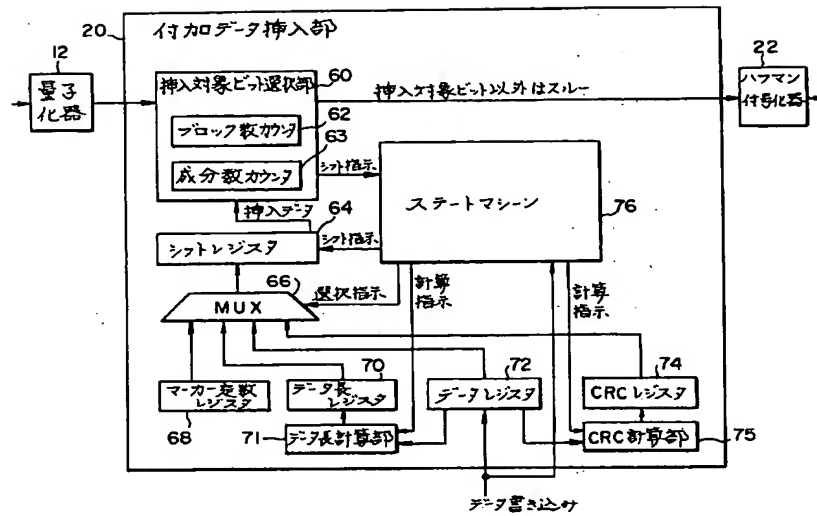 20
付加データ挿入部
12
量子
化器
挿入対象ビット選択部
60
ブロック数カウンタ
62
63
成分数カウンタ
挿入対象ビット以外はスルー
22
ハフマン
符号化器
シフト指示
ステートマシーン
76
挿入データ
64
シフトレジスタ
シフト指示
66
MUX
選択指示
計算
指示
計算
指示
マーカー定数
レジスタ
68
70
データ長
レジスタ
71
データ長計算部
72
データレジスタ
74
CRCレジスタ
CRC計算部
75
データ書き込み